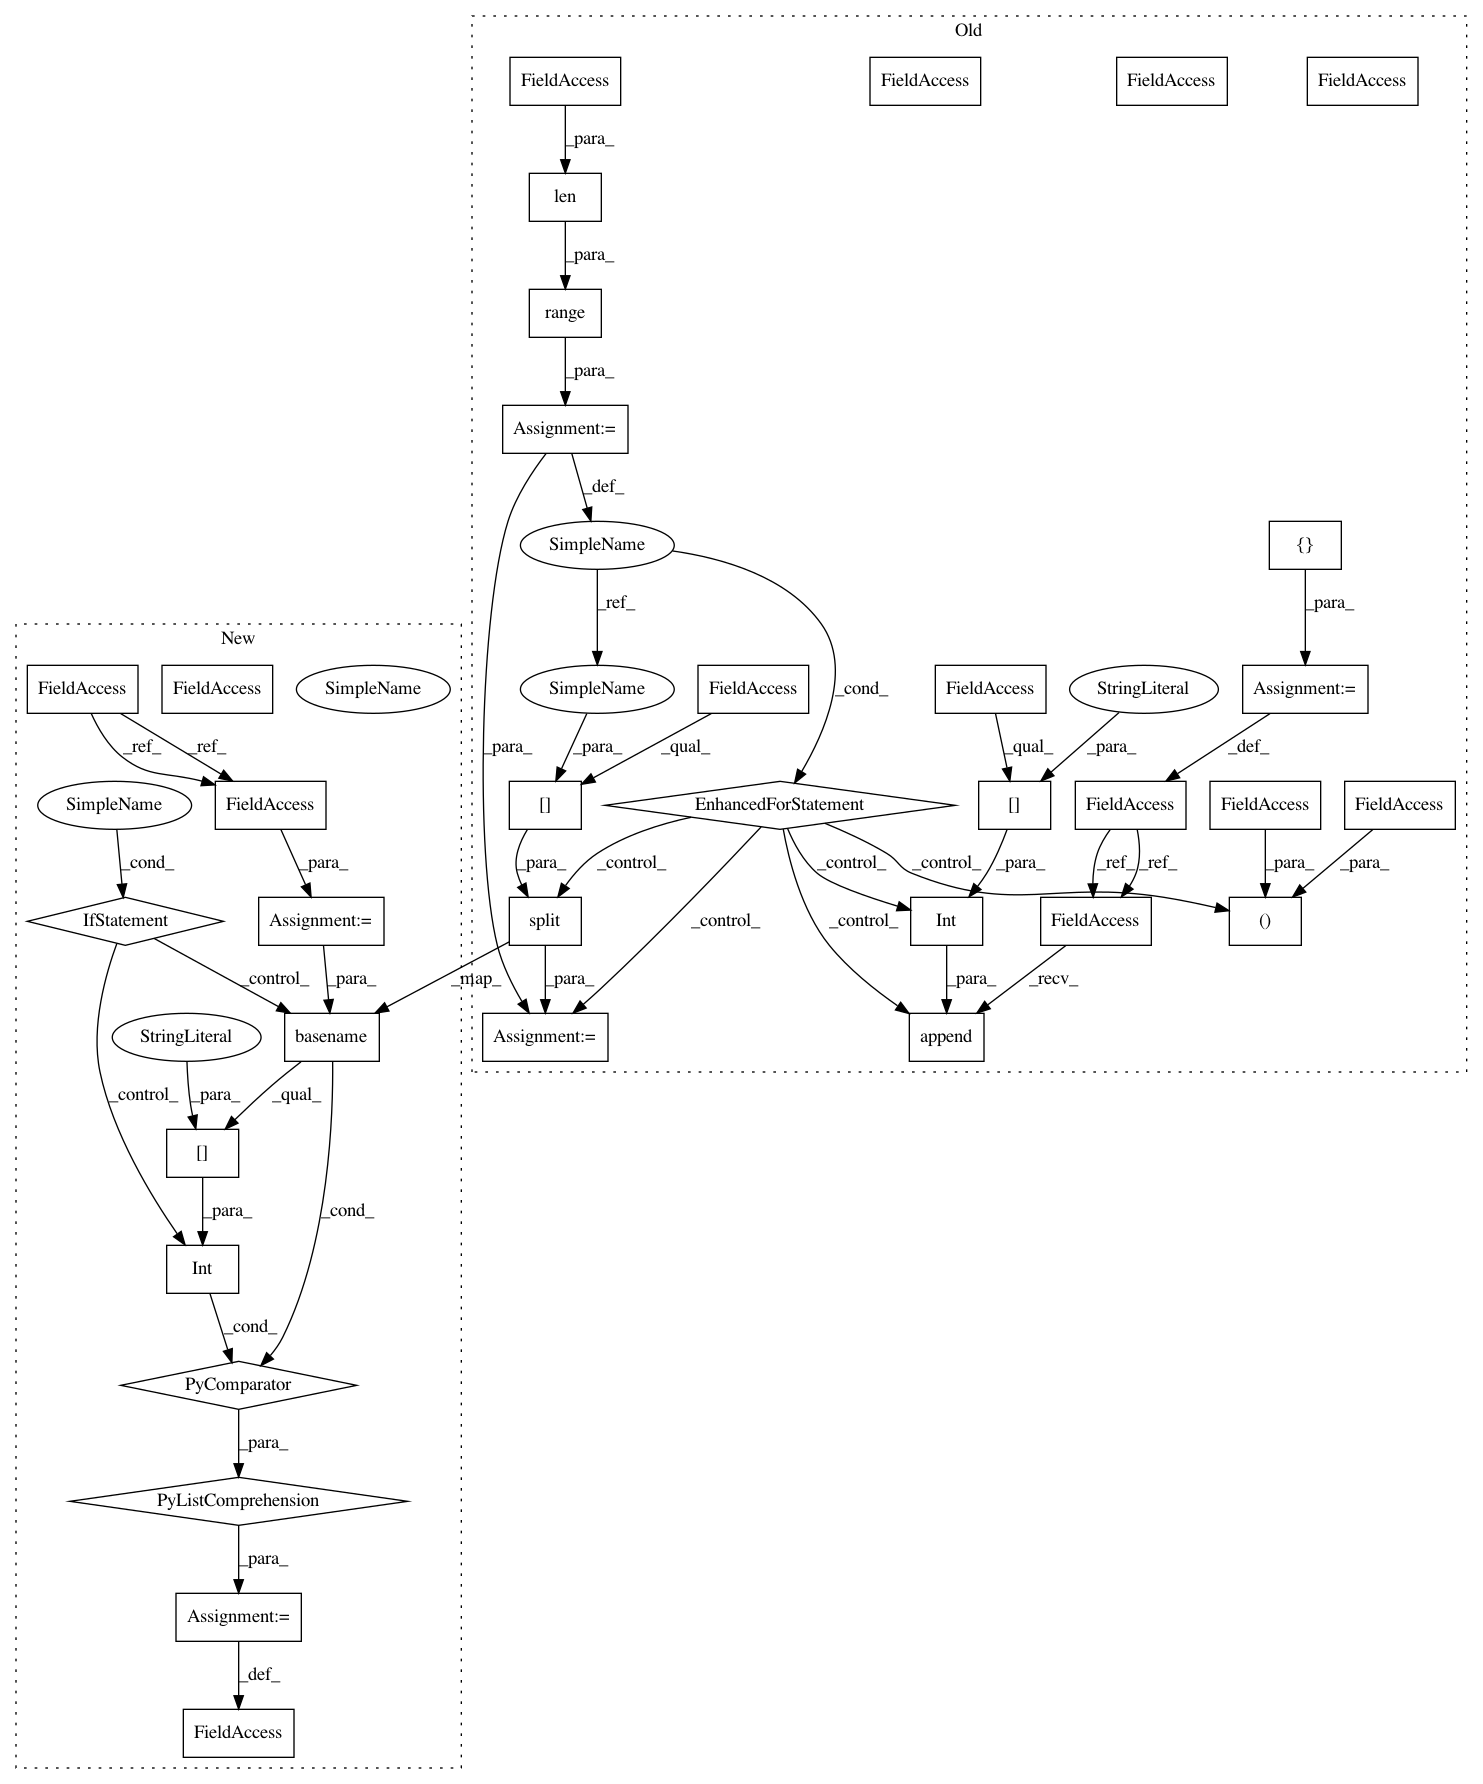 Old
FieldAccess
FieldAccess
FieldAccess
FieldAccess
_para_
len
_para_
range
_para_
Assignment:=
_def_
SimpleName
{}
_ref_
_para_
New
FieldAccess
FieldAccess
SimpleName
SimpleName
FieldAccess
_cond_
FieldAccess
StringLiteral
Assignment:=
_ref_
_ref_
_para_
_para_
_qual_
_qual_
_para_
_def_
SimpleName
FieldAccess
[]
EnhancedForStatement
[]
FieldAccess
FieldAccess
FieldAccess
_cond_
_para_
_para_
_control_
_control_
_para_
_control_
_ref_
_ref_
_para_
_para_
IfStatement
Assignment:=
split
_control_
_control_
Int
FieldAccess
()
_control_
_para_
_map_
_para_
_para_
_recv_
StringLiteral
basename
Assignment:=
append
_control_
_para_
_qual_
[]
_para_
_cond_
Int
_cond_
PyComparator
_para_
PyListComprehension
_para_
Assignment:=
_def_
FieldAccess